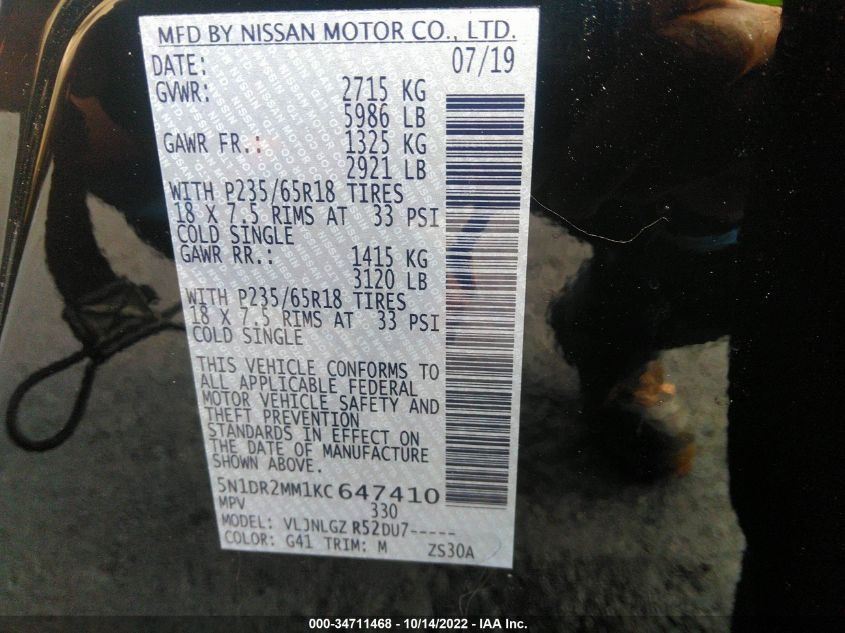 MFD BY NISSAN MOTOR CO., LTD.
DATE: 07/19
GVWR: 2715 KG
5986 LB
GAWR FR.: 1325 KG
2921 LB
WITH P235/65R18 TIRES
18 X 7.5 RIMS AT 33 PSI
COLD SINGLE
GAWR RR.: 1415 KG
3120 LB
WITH P235/65R18 TIRES
18 X 7.5 RIMS AT 33 PSI
COLD SINGLE
THIS VEHICLE CONFORMS TO
ALL APPLICABLE FEDERAL
MOTOR VEHICLE SAFETY AND
THEFT PREVENTION
STANDARDS IN EFFECT ON
THE DATE OF MANUFACTURE
SHOWN ABOVE.
5N1DR2MM1KC647410
MPV 330
MODEL: VLJNLGZ R52DU7-----
COLOR: G41 TRIM: M ZS30A
000-34711468 - 10/14/2022 - IAA Inc.